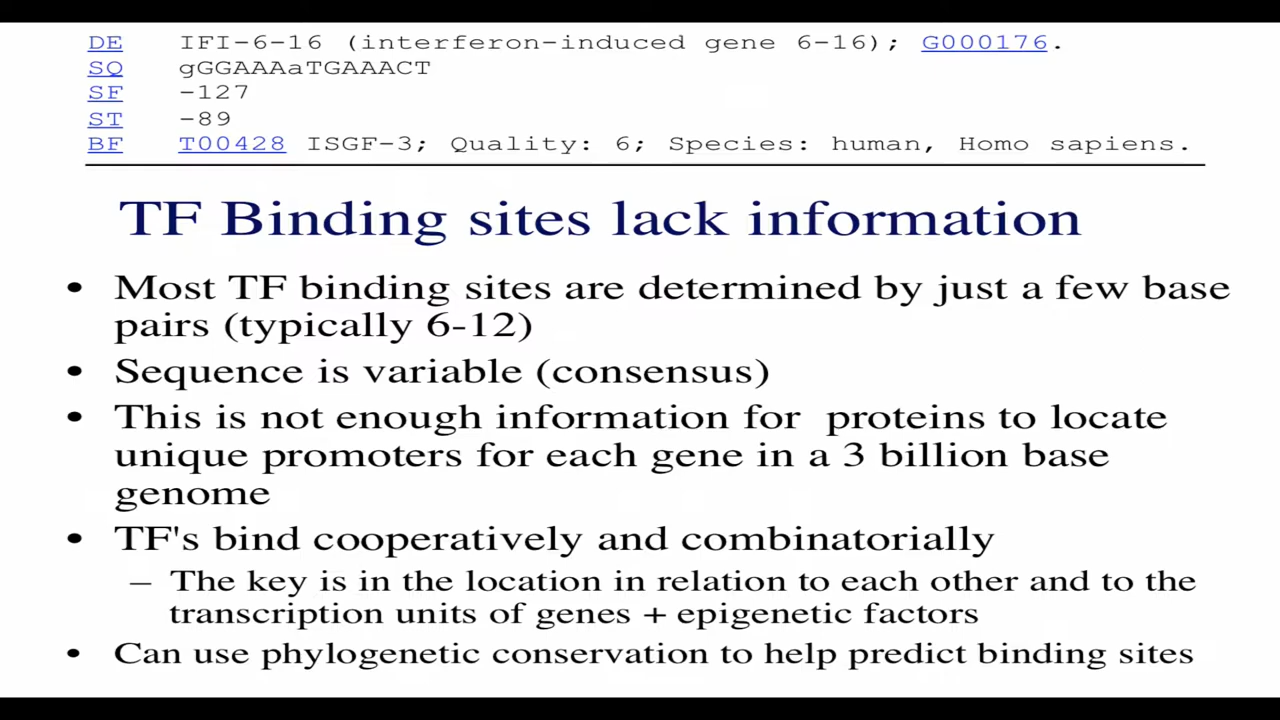 DE IFI-6-16 (interferon-induced gene 6-16); G000176.
SQ gGGAAAaTGAAACT
SF -127
ST -89
BF T00428 ISGF-3; Quality: 6; Species: human, Homo sapiens.
TF Binding sites lack information
• Most TF binding sites are determined by just a few base
pairs (typically 6-12)
• Sequence is variable (consensus)
• This is not enough information for proteins to locate
unique promoters for each gene in a 3 billion base
genome
• TF's bind cooperatively and combinatorially
– The key is in the location in relation to each other and to the
transcription units of genes + epigenetic factors
• Can use phylogenetic conservation to help predict binding sites